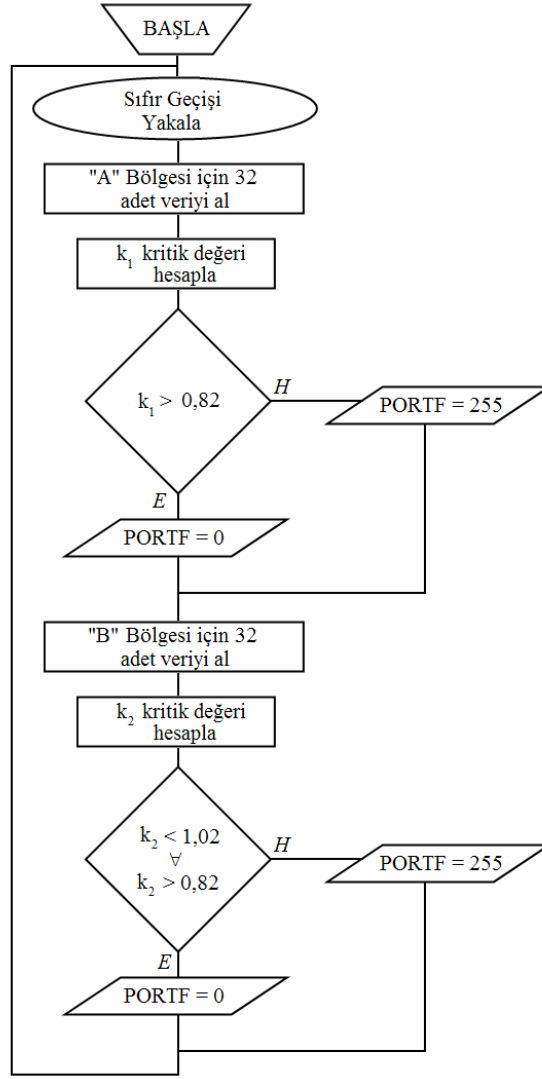 BAŞLA
Sıfır Geçişi
Yakala
"A" Bölgesi için 32
adet veriyi al
k₁ kritik değeri
hesapla
k₁ > 0,82
H
PORTF = 255
E
PORTF = 0
"B" Bölgesi için 32
adet veriyi al
k₂ kritik değeri
hesapla
k₂ < 1,02
∀
k₂ > 0,82
H
PORTF = 255
E
PORTF = 0